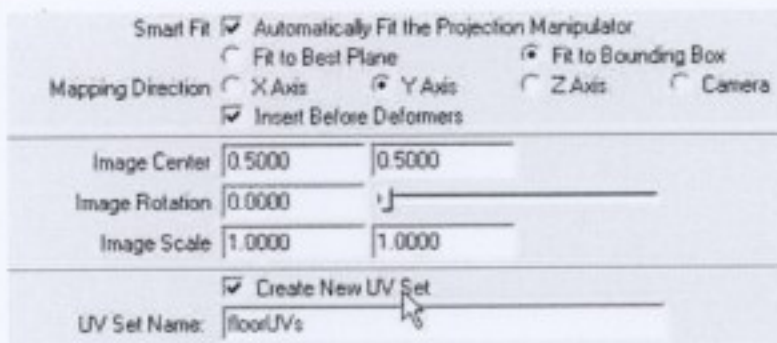 Smart Fit Automatically Fit the Projection Manipulator
Fit to Best Plane Fit to Bounding Box
Mapping Direction X Axis Y Axis Z Axis Camera
Insert Before Deformers
Image Center 0.5000 0.5000
Image Rotation 0.0000
Image Scale 1.0000 1.0000
Create New UV Set
UV Set Name: floorUVs